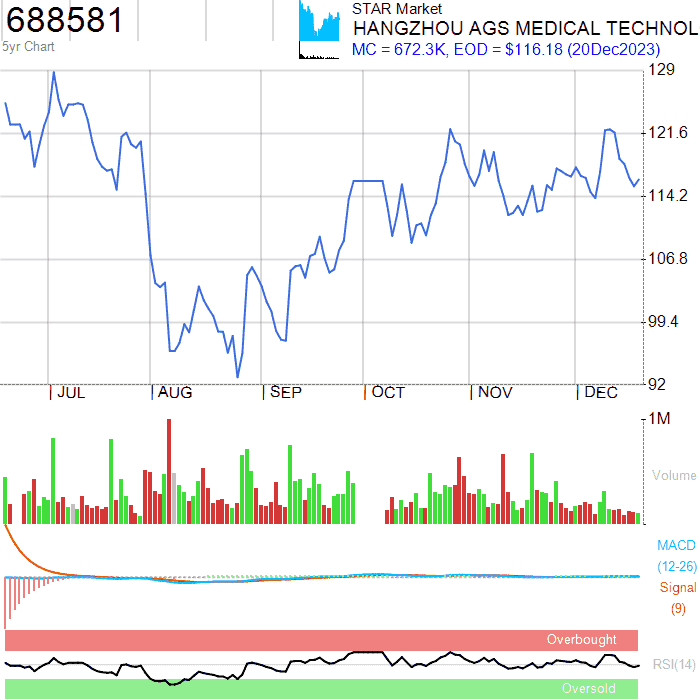 688581
5yr Chart
STAR Market
HANGZHOU AGS MEDICAL TECHNOL
MC = 672.3K, EOD = $116.18 (20Dec2023)
129
121.6
114.2
106.8
99.4
92
JUL AUG SEP OCT NOV DEC
1M
Volume
MACD
(12-26)
Signal
(9)
Overbought
RSI(14)
Oversold